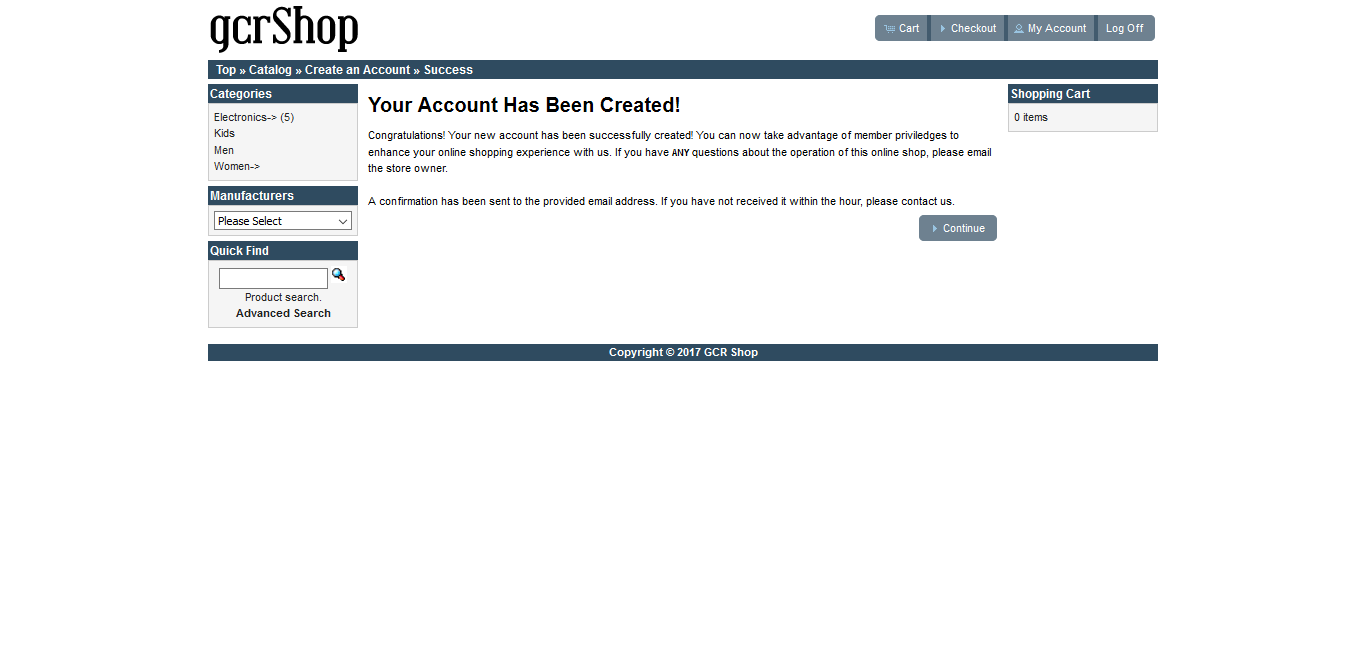 gcrShop
Cart
Checkout
My Account
Log Off
Top » Catalog » Create an Account » Success
Categories
Electronics-> (5)
Kids
Men
Women->
Manufacturers
Please Select
Quick Find
Product search.
Advanced Search
Your Account Has Been Created!
Congratulations! Your new account has been successfully created! You can now take advantage of member priviledges to
enhance your online shopping experience with us. If you have ANY questions about the operation of this online shop, please email
the store owner.
A confirmation has been sent to the provided email address. If you have not received it within the hour, please contact us.
Continue
Shopping Cart
0 items
Copyright © 2017 GCR Shop